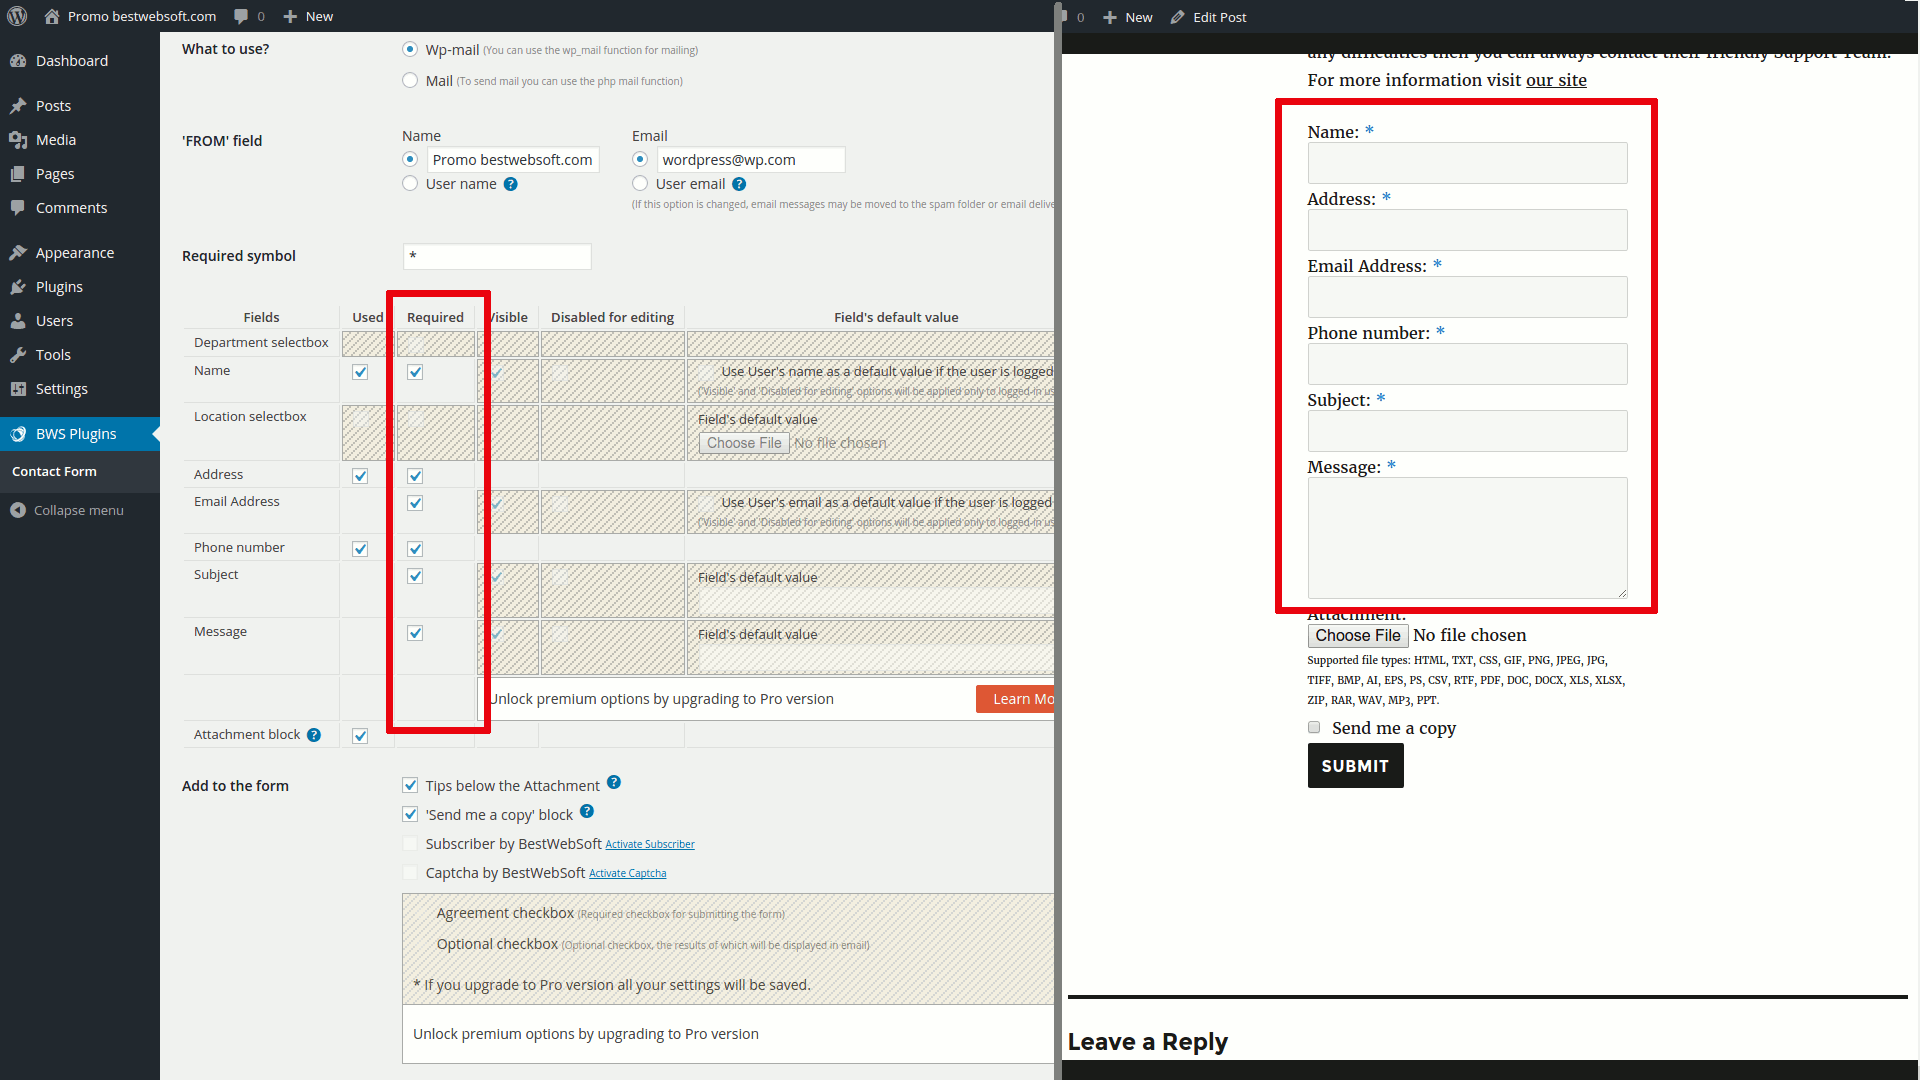 Promo bestwebsoft.com
0
New
Dashboard
Posts
Media
Pages
Comments
Appearance
Plugins
Users
Tools
Settings
BWS Plugins
Contact Form
Collapse menu
What to use?
Wp-mail (You can use the wp_mail function for mailing)
Mail (To send mail you can use the php mail function)
'FROM' field
Name
Email
Promo bestwebsoft.com
wordpress@wp.com
User name ?
User email ?
(If this option is changed, email messages may be moved to the spam folder or email delive
Required symbol
*
Fields Used Required Visible Disabled for editing Field's default value
Department selectbox
Name
Use User's name as a default value if the user is logged
('Visible' and 'Disabled for editing' options will be applied only to logged-in us
Location selectbox
Field's default value
Choose File No file chosen
Address
Email Address
Use User's email as a default value if the user is logged
('Visible' and 'Disabled for editing' options will be applied only to logged-in us
Phone number
Subject
Field's default value
Message
Field's default value
Unlock premium options by upgrading to Pro version
Learn Mo
Attachment block ?
Add to the form
Tips below the Attachment ?
'Send me a copy' block ?
Subscriber by BestWebSoft Activate Subscriber
Captcha by BestWebSoft Activate Captcha
Agreement checkbox (Required checkbox for submitting the form)
Optional checkbox (Optional checkbox, the results of which will be displayed in email)
* If you upgrade to Pro version all your settings will be saved.
Unlock premium options by upgrading to Pro version
0
New
Edit Post
any difficulties then you can always contact their friendly Support Team.
For more information visit our site
Name: *
Address: *
Email Address: *
Phone number: *
Subject: *
Message: *
Attachment:
Choose File No file chosen
Supported file types: HTML, TXT, CSS, GIF, PNG, JPEG, JPG,
TIFF, BMP, AI, EPS, PS, CSV, RTF, PDF, DOC, DOCX, XLS, XLSX,
ZIP, RAR, WAV, MP3, PPT.
Send me a copy
SUBMIT
Leave a Reply